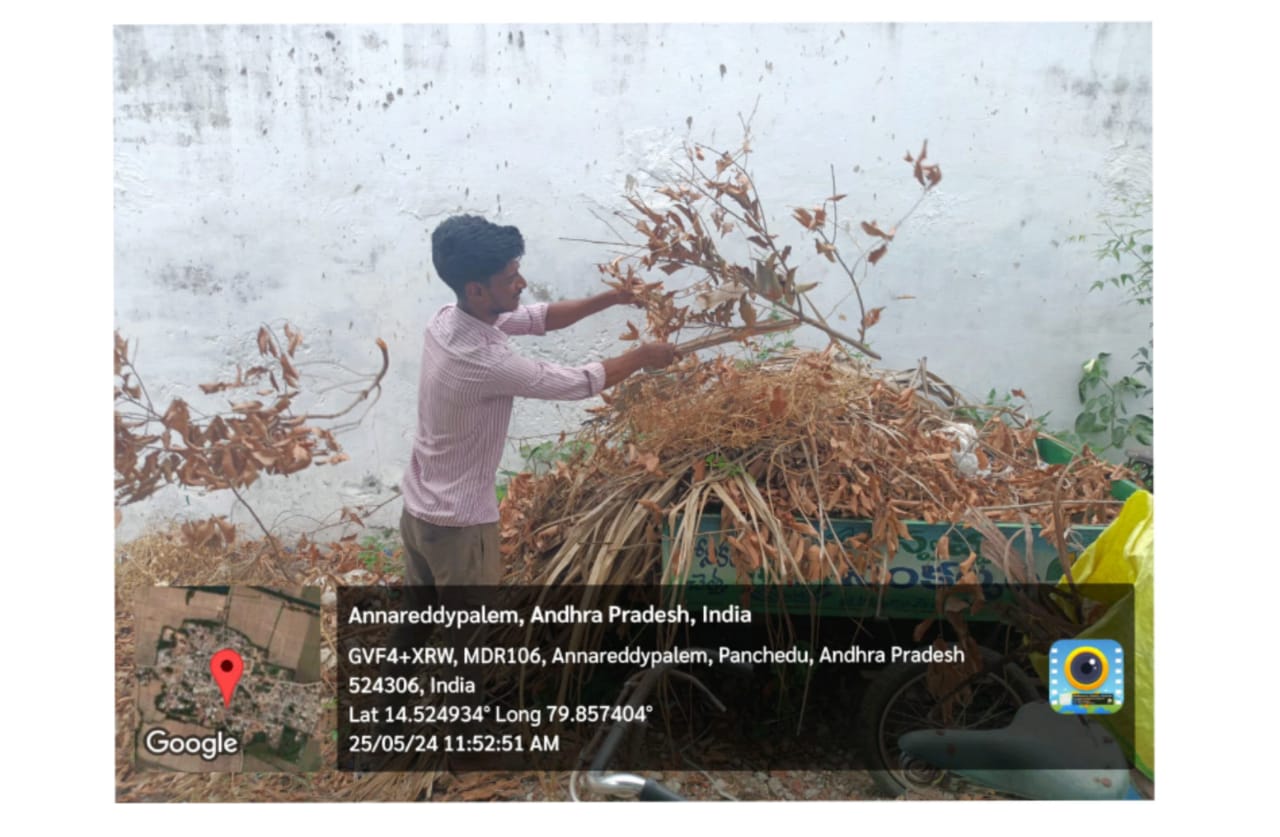 Annareddypalem, Andhra Pradesh, India
GVF4+XRW, MDR106, Annareddypalem, Panchedu, Andhra Pradesh
524306, India
Lat 14.524934° Long 79.857404°
25/05/24 11:52:51 AM
Google